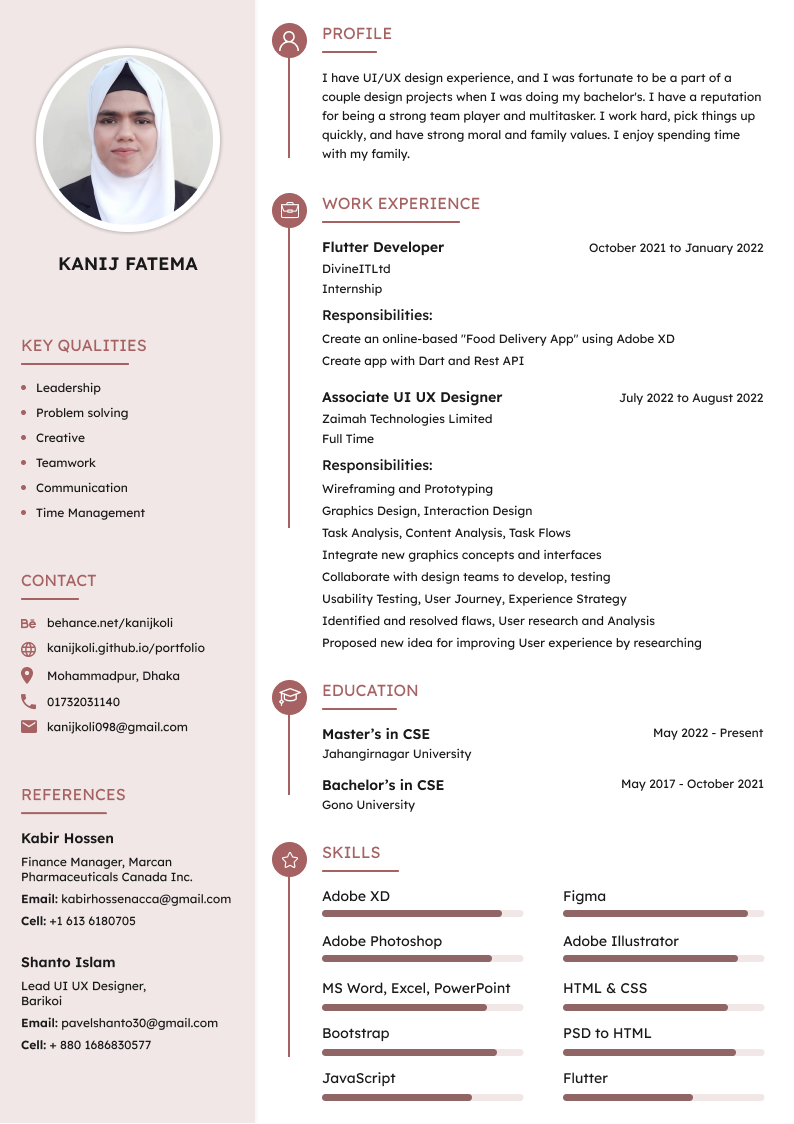 KANIJ FATEMA
KEY QUALITIES
Leadership
Problem solving
Creative
Teamwork
Communication
Time Management
CONTACT
Bē behance.net/kanijkoli
kanijkoli.github.io/portfolio
Mohammadpur, Dhaka
01732031140
kanijkoli098@gmail.com
REFERENCES
Kabir Hossen
Finance Manager, Marcan
Pharmaceuticals Canada Inc.
Email: kabirhossenacca@gmail.com
Cell: +1 613 6180705
Shanto Islam
Lead UI UX Designer,
Barikoi
Email: pavelshanto30@gmail.com
Cell: + 880 1686830577
PROFILE
I have UI/UX design experience, and I was fortunate to be a part of a
couple design projects when I was doing my bachelor's. I have a reputation
for being a strong team player and multitasker. I work hard, pick things up
quickly, and have strong moral and family values. I enjoy spending time
with my family.
WORK EXPERIENCE
Flutter Developer October 2021 to January 2022
DivineITLtd
Internship
Responsibilities:
Create an online-based "Food Delivery App" using Adobe XD
Create app with Dart and Rest API
Associate UI UX Designer July 2022 to August 2022
Zaimah Technologies Limited
Full Time
Responsibilities:
Wireframing and Prototyping
Graphics Design, Interaction Design
Task Analysis, Content Analysis, Task Flows
Integrate new graphics concepts and interfaces
Collaborate with design teams to develop, testing
Usability Testing, User Journey, Experience Strategy
Identified and resolved flaws, User research and Analysis
Proposed new idea for improving User experience by researching
EDUCATION
Master’s in CSE May 2022 - Present
Jahangirnagar University
Bachelor’s in CSE May 2017 - October 2021
Gono University
SKILLS
Adobe XD Figma
Adobe Photoshop Adobe Illustrator
MS Word, Excel, PowerPoint HTML & CSS
Bootstrap PSD to HTML
JavaScript Flutter